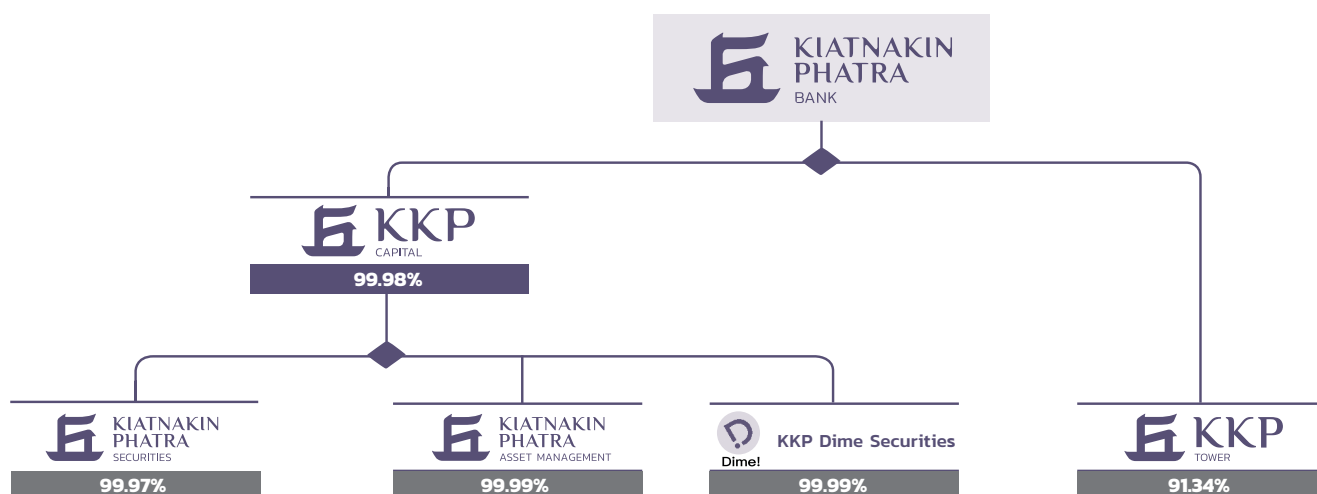 KIATNAKIN
PHATRA
BANK
KKP
CAPITAL
99.98%
KIATNAKIN
PHATRA
SECURITIES
99.97%
KIATNAKIN
PHATRA
ASSET MANAGEMENT
99.99%
Dime!
KKP Dime Securities
99.99%
KKP
TOWER
91.34%